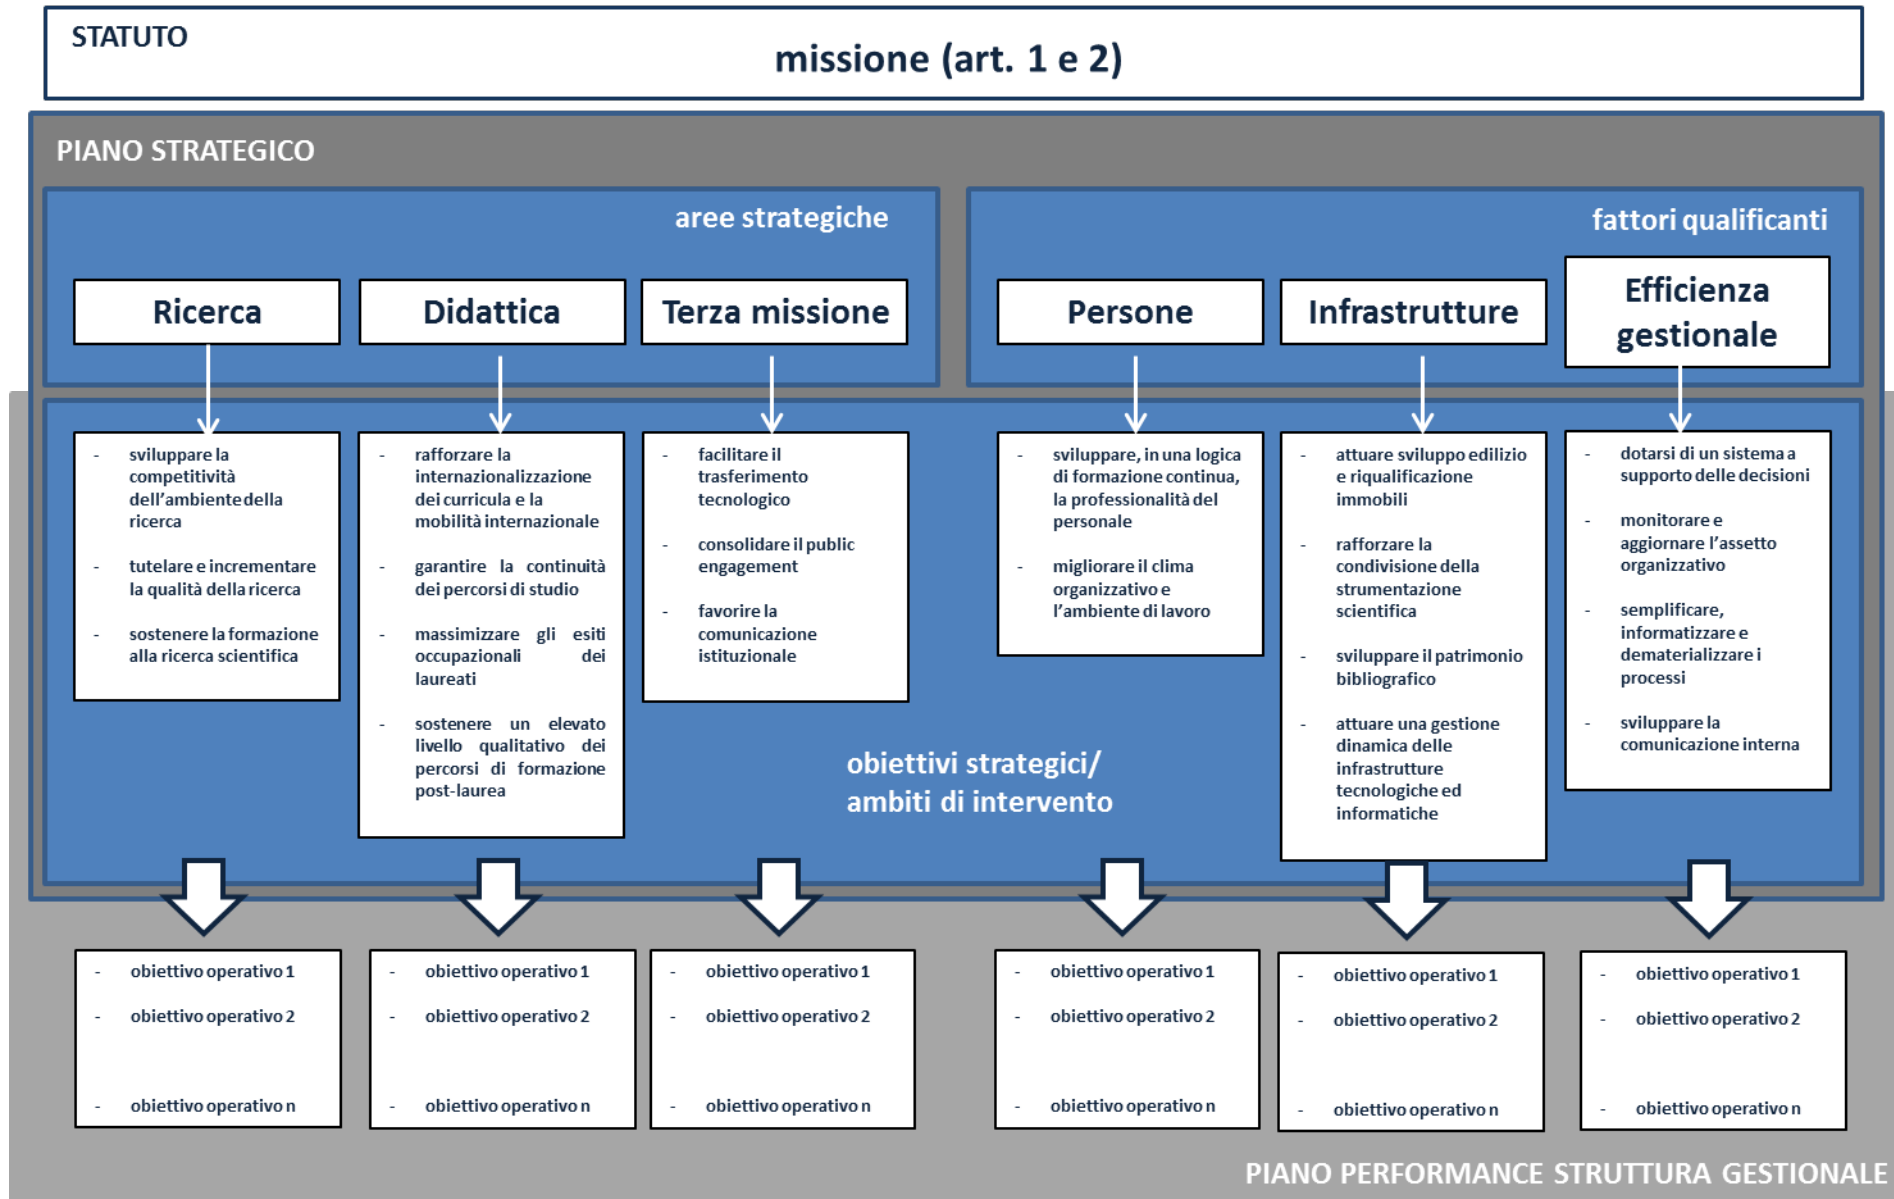 STATUTO
missione (art. 1 e 2)
PIANO STRATEGICO
aree strategiche
Ricerca
Didattica
Terza missione
fattori qualificanti
Persone
Infrastrutture
Efficienza
gestionale
- sviluppare la
competitività
dell'ambiente della
ricerca
- tutelare e incrementare
la qualità della ricerca
- sostenere la formazione
alla ricerca scientifica
- rafforzare la
internazionalizzazione
dei curricula e la
mobilità internazionale
- garantire la continuità
dei percorsi di studio
- massimizzare gli esiti
occupazionali dei
laureati
- sostenere un elevato
livello qualitativo dei
percorsi di formazione
post-laurea
- facilitare il
trasferimento
tecnologico
- consolidare il public
engagement
- favorire la
comunicazione
istituzionale
- sviluppare, in una logica
di formazione continua,
la professionalità del
personale
- migliorare il clima
organizzativo e
l'ambiente di lavoro
- attuare sviluppo edilizio
e riqualificazione
immobili
- rafforzare la
condivisione della
strumentazione
scientifica
- sviluppare il patrimonio
bibliografico
- attuare una gestione
dinamica delle
infrastrutture
tecnologiche ed
informatiche
- dotarsi di un sistema a
supporto delle decisioni
- monitorare e
aggiornare l'assetto
organizzativo
- semplificare,
informatizzare e
dematerializzare i
processi
- sviluppare la
comunicazione interna
obiettivi strategici/
ambiti di intervento
- obiettivo operativo 1
- obiettivo operativo 2
- obiettivo operativo n
- obiettivo operativo 1
- obiettivo operativo 2
- obiettivo operativo n
- obiettivo operativo 1
- obiettivo operativo 2
- obiettivo operativo n
- obiettivo operativo 1
- obiettivo operativo 2
- obiettivo operativo n
- obiettivo operativo 1
- obiettivo operativo 2
- obiettivo operativo n
- obiettivo operativo 1
- obiettivo operativo 2
- obiettivo operativo n
PIANO PERFORMANCE STRUTTURA GESTIONALE